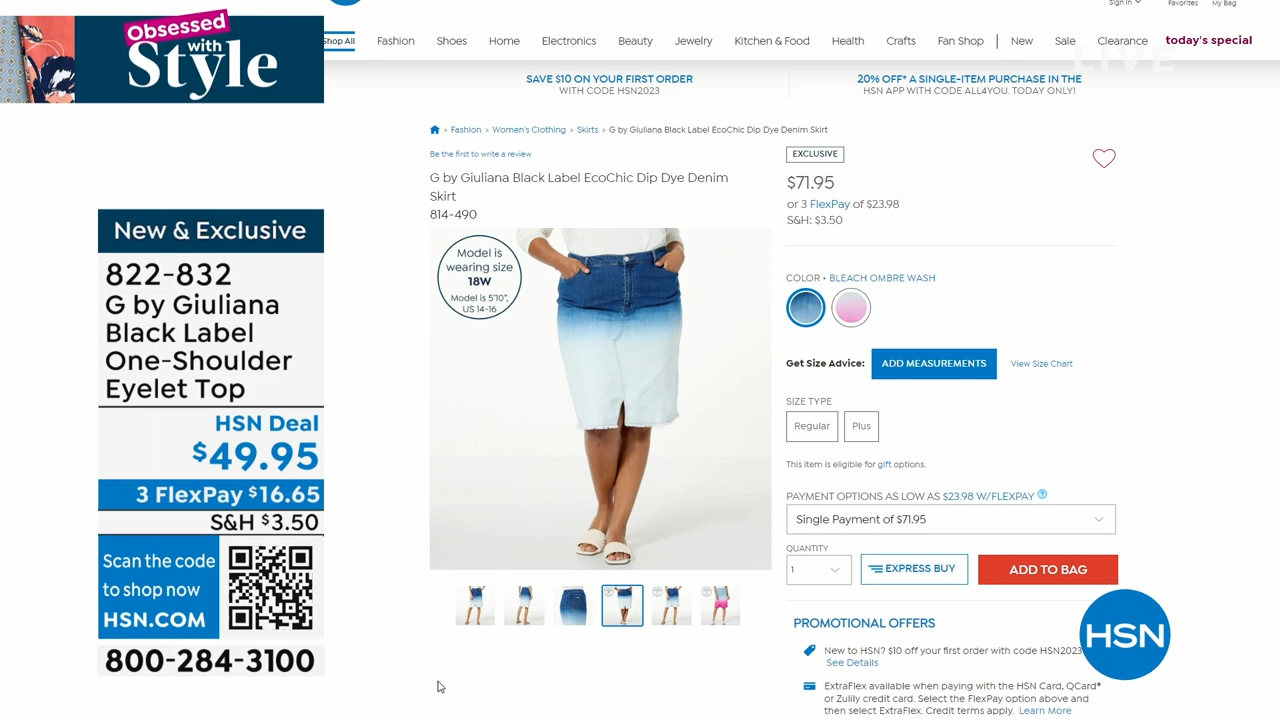 Obsessed
with
Style
Sign In
Favorites
My Bag
Shop All
Fashion
Shoes
Home
Electronics
Beauty
Jewelry
Kitchen & Food
Health
Crafts
Fan Shop
New
Sale
Clearance
today's special
LIVE
SAVE $10 ON YOUR FIRST ORDER
WITH CODE HSN2023
20% OFF* A SINGLE-ITEM PURCHASE IN THE
HSN APP WITH CODE ALL4YOU. TODAY ONLY!
> Fashion > Women's Clothing > Skirts > G by Giuliana Black Label EcoChic Dip Dye Denim Skirt
Be the first to write a review
G by Giuliana Black Label EcoChic Dip Dye Denim
Skirt
814-490
Model is
wearing size
18W
Model is 5'10",
US 14-16
EXCLUSIVE
$71.95
or 3 FlexPay of $23.98
S&H: $3.50
COLOR • BLEACH OMBRE WASH
Get Size Advice:
ADD MEASUREMENTS
View Size Chart
SIZE TYPE
Regular
Plus
This item is eligible for gift options.
PAYMENT OPTIONS AS LOW AS $23.98 W/FLEXPAY ?
Single Payment of $71.95
QUANTITY
1
EXPRESS BUY
ADD TO BAG
PROMOTIONAL OFFERS
New to HSN? $10 off your first order with code HSN2023
See Details
ExtraFlex available when paying with the HSN Card, QCard®
or Zulily credit card. Select the FlexPay option above and
then select ExtraFlex. Credit terms apply. Learn More
HSN
New & Exclusive
822-832
G by Giuliana
Black Label
One-Shoulder
Eyelet Top
HSN Deal
$49.95
3 FlexPay $16.65
S&H $3.50
Scan the code
to shop now
HSN.COM
800-284-3100